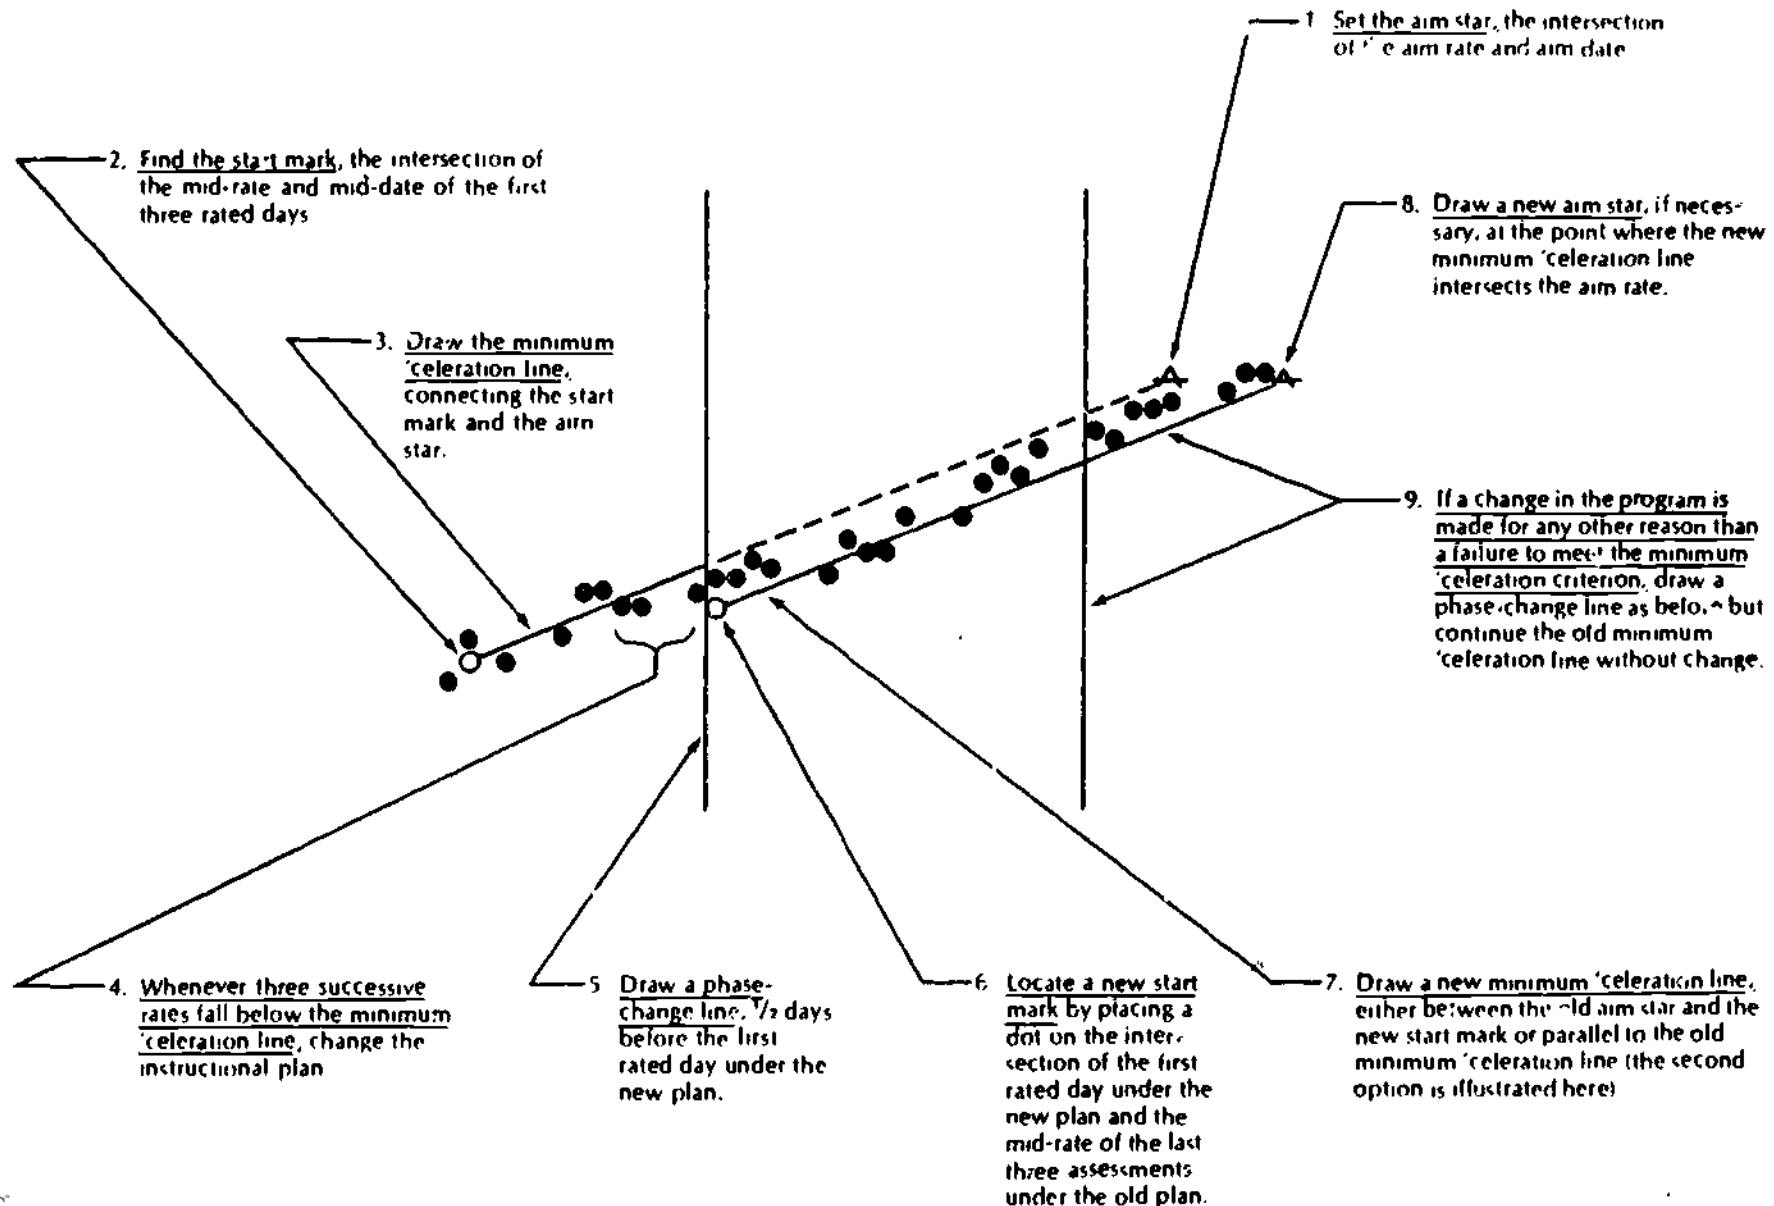 1 Set the aim star, the intersection
of e aim rate and aim date
2. Find the start mark, the intersection of
the mid-rate and mid-date of the first
three rated days
3. Draw the minimum
'celeration line,
connecting the start
mark and the aim
star.
4. Whenever three successive
rates fall below the minimum
'celeration line, change the
instructional plan
5 Draw a phase-
change line, 1/2 days
before the first
rated day under the
new plan.
6. Locate a new start
mark by placing a
dot on the inter-
section of the first
rated day under the
new plan and the
mid-rate of the last
three assessments
under the old plan.
7. Draw a new minimum 'celeration line,
either between the old aim star and the
new start mark or parallel to the old
minimum 'celeration line (the second
option is illustrated here)
8. Draw a new aim star, if neces-
sary, at the point where the new
minimum 'celeration line
intersects the aim rate.
9. If a change in the program is
made for any other reason than
a failure to meet the minimum
'celeration criterion, draw a
phase-change line as but
continue the old minimum
'celeration line without change.